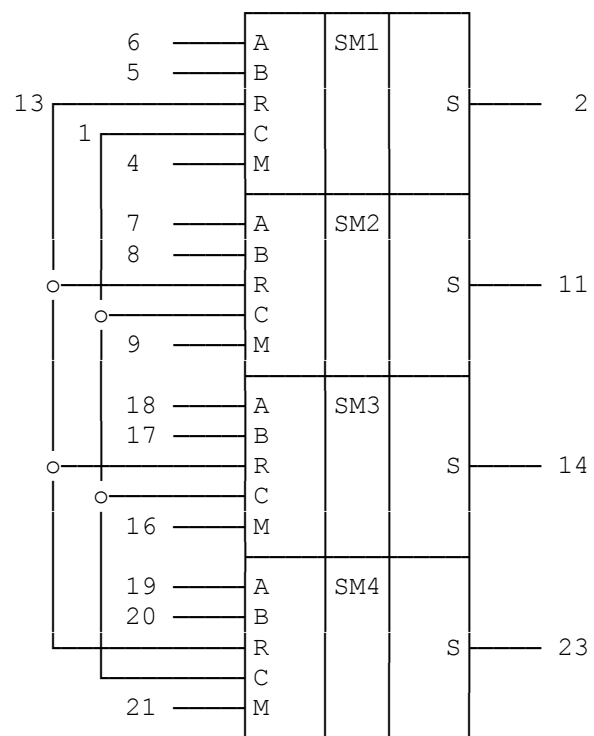 6 A SM1
5 B
13 R S 2
1 C
4 M
7 A SM2
8 B
R S 11
C
9 M
18 A SM3
17 B
R S 14
C
16 M
19 A SM4
20 B
R S 23
C
21 M